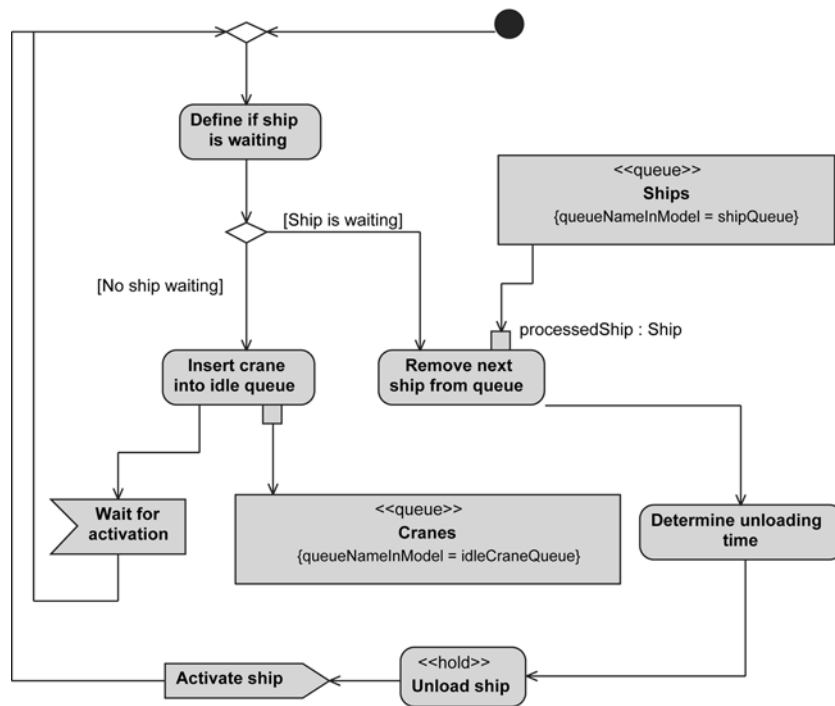 Define if ship
is waiting
<<queue>>
Ships
{queueNameInModel = shipQueue}
[Ship is waiting]
[No ship waiting]
processedShip : Ship
Insert crane
into idle queue
Remove next
ship from queue
Wait for
activation
<<queue>>
Cranes
{queueNameInModel = idleCraneQueue}
Determine unloading
time
Activate ship
<<hold>>
Unload ship